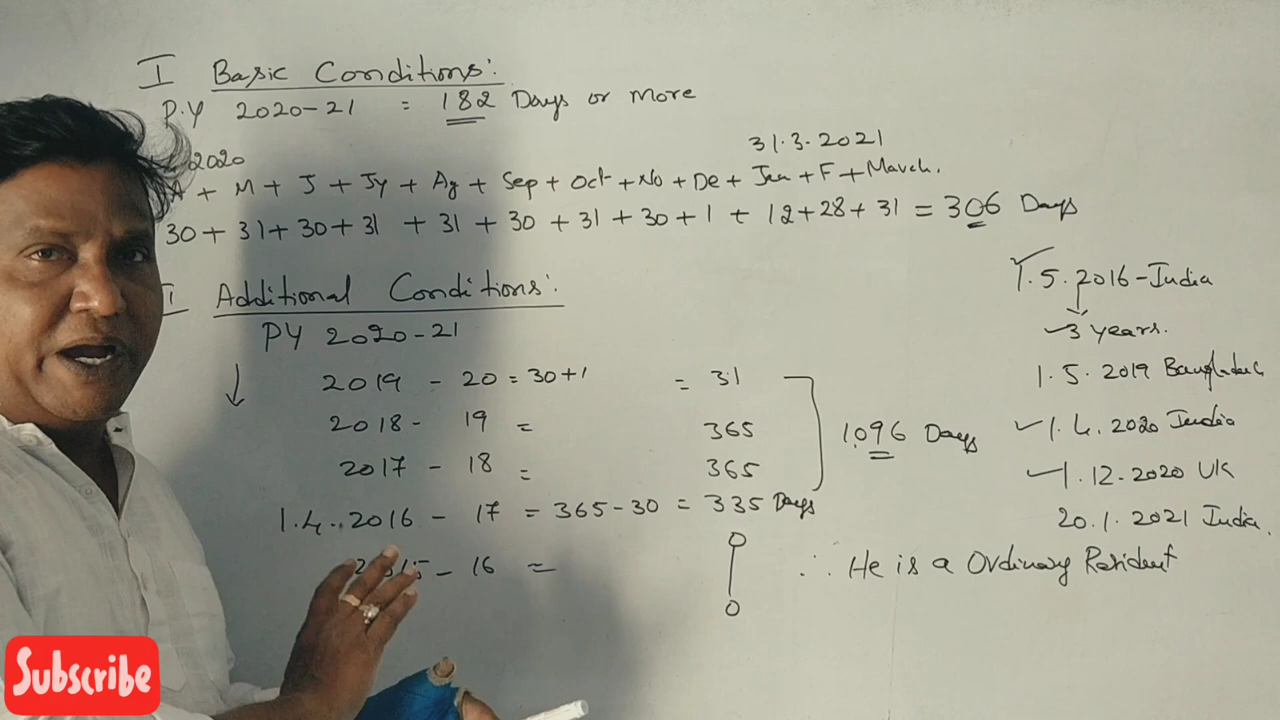 I Basic Conditions:
P.Y 2020-21 = 182 Days or More
2020
31.3.2021
A + M + J + Jy + Ag + Sep + Oct + No + De + Jan + F + March.
30 + 31 + 30 + 31 + 31 + 30 + 31 + 30 + 1 + 12 + 28 + 31 = 306 Days
I Additional Conditions:
PY 2020-21
2019 - 20 = 30+1 = 31
2018 - 19 = 365
2017 - 18 = 365
1096 Days
1.4..2016 - 17 = 365 - 30 = 335 Days
2015 - 16 =
1.5.2016 - India
3 years.
1.5.2019 Bangladesh
1.4.2020 India
1.12.2020 UK
20.1.2021 India.
∴ He is a Ordinary Resident
Subscribe